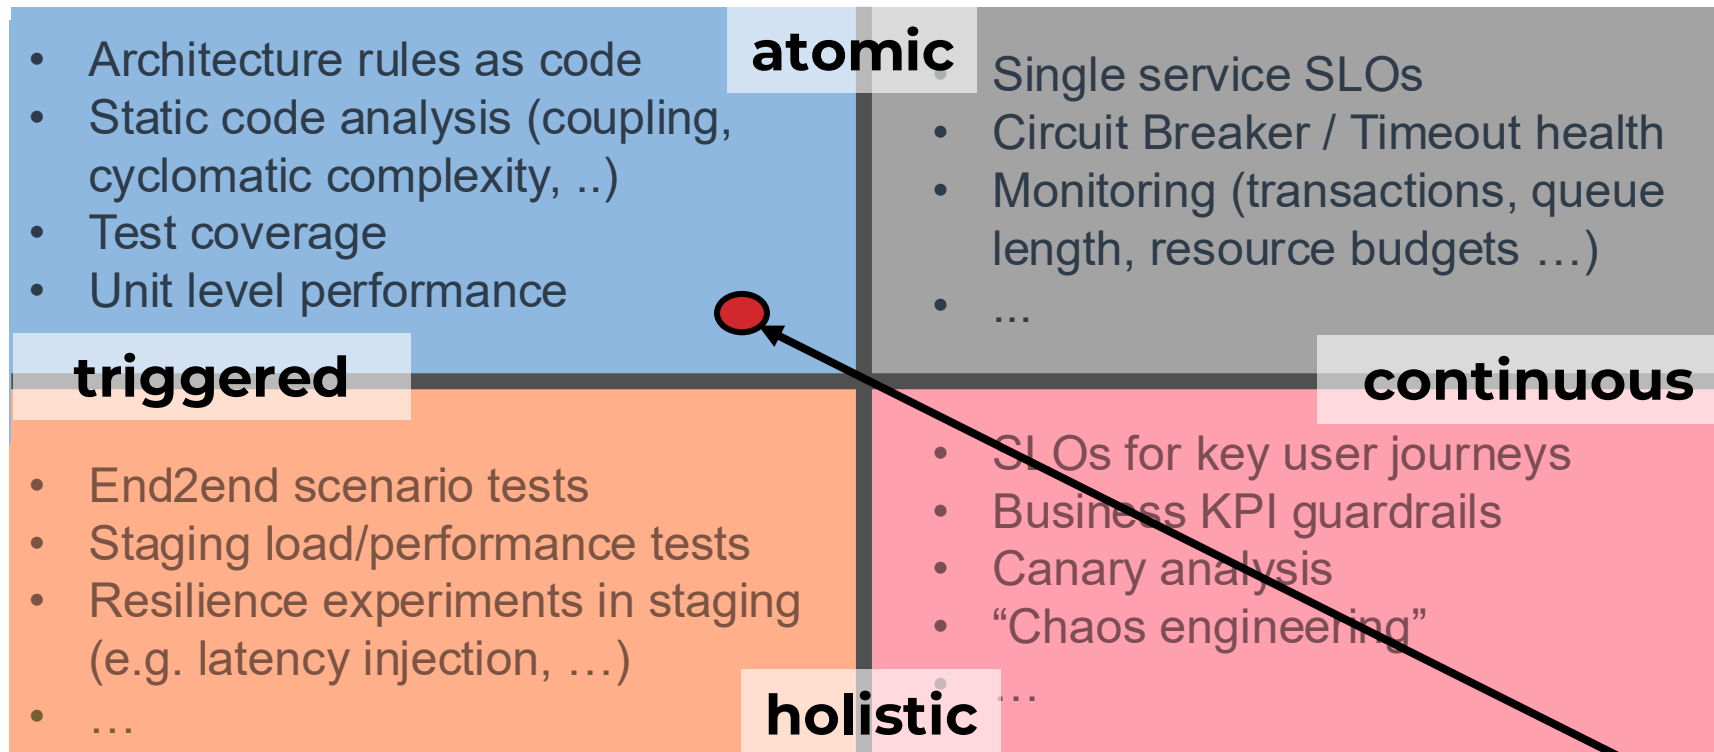 atomic
• Architecture rules as code
• Static code analysis (coupling,
cyclomatic complexity, ..)
• Test coverage
• Unit level performance
• Single service SLOs
• Circuit Breaker / Timeout health
• Monitoring (transactions, queue
length, resource budgets …)
• ...
triggered
continuous
• End2end scenario tests
• Staging load/performance tests
• Resilience experiments in staging
(e.g. latency injection, …)
• …
• SLOs for key user journeys
• Business KPI guardrails
• Canary analysis
• “Chaos engineering”
• …
holistic